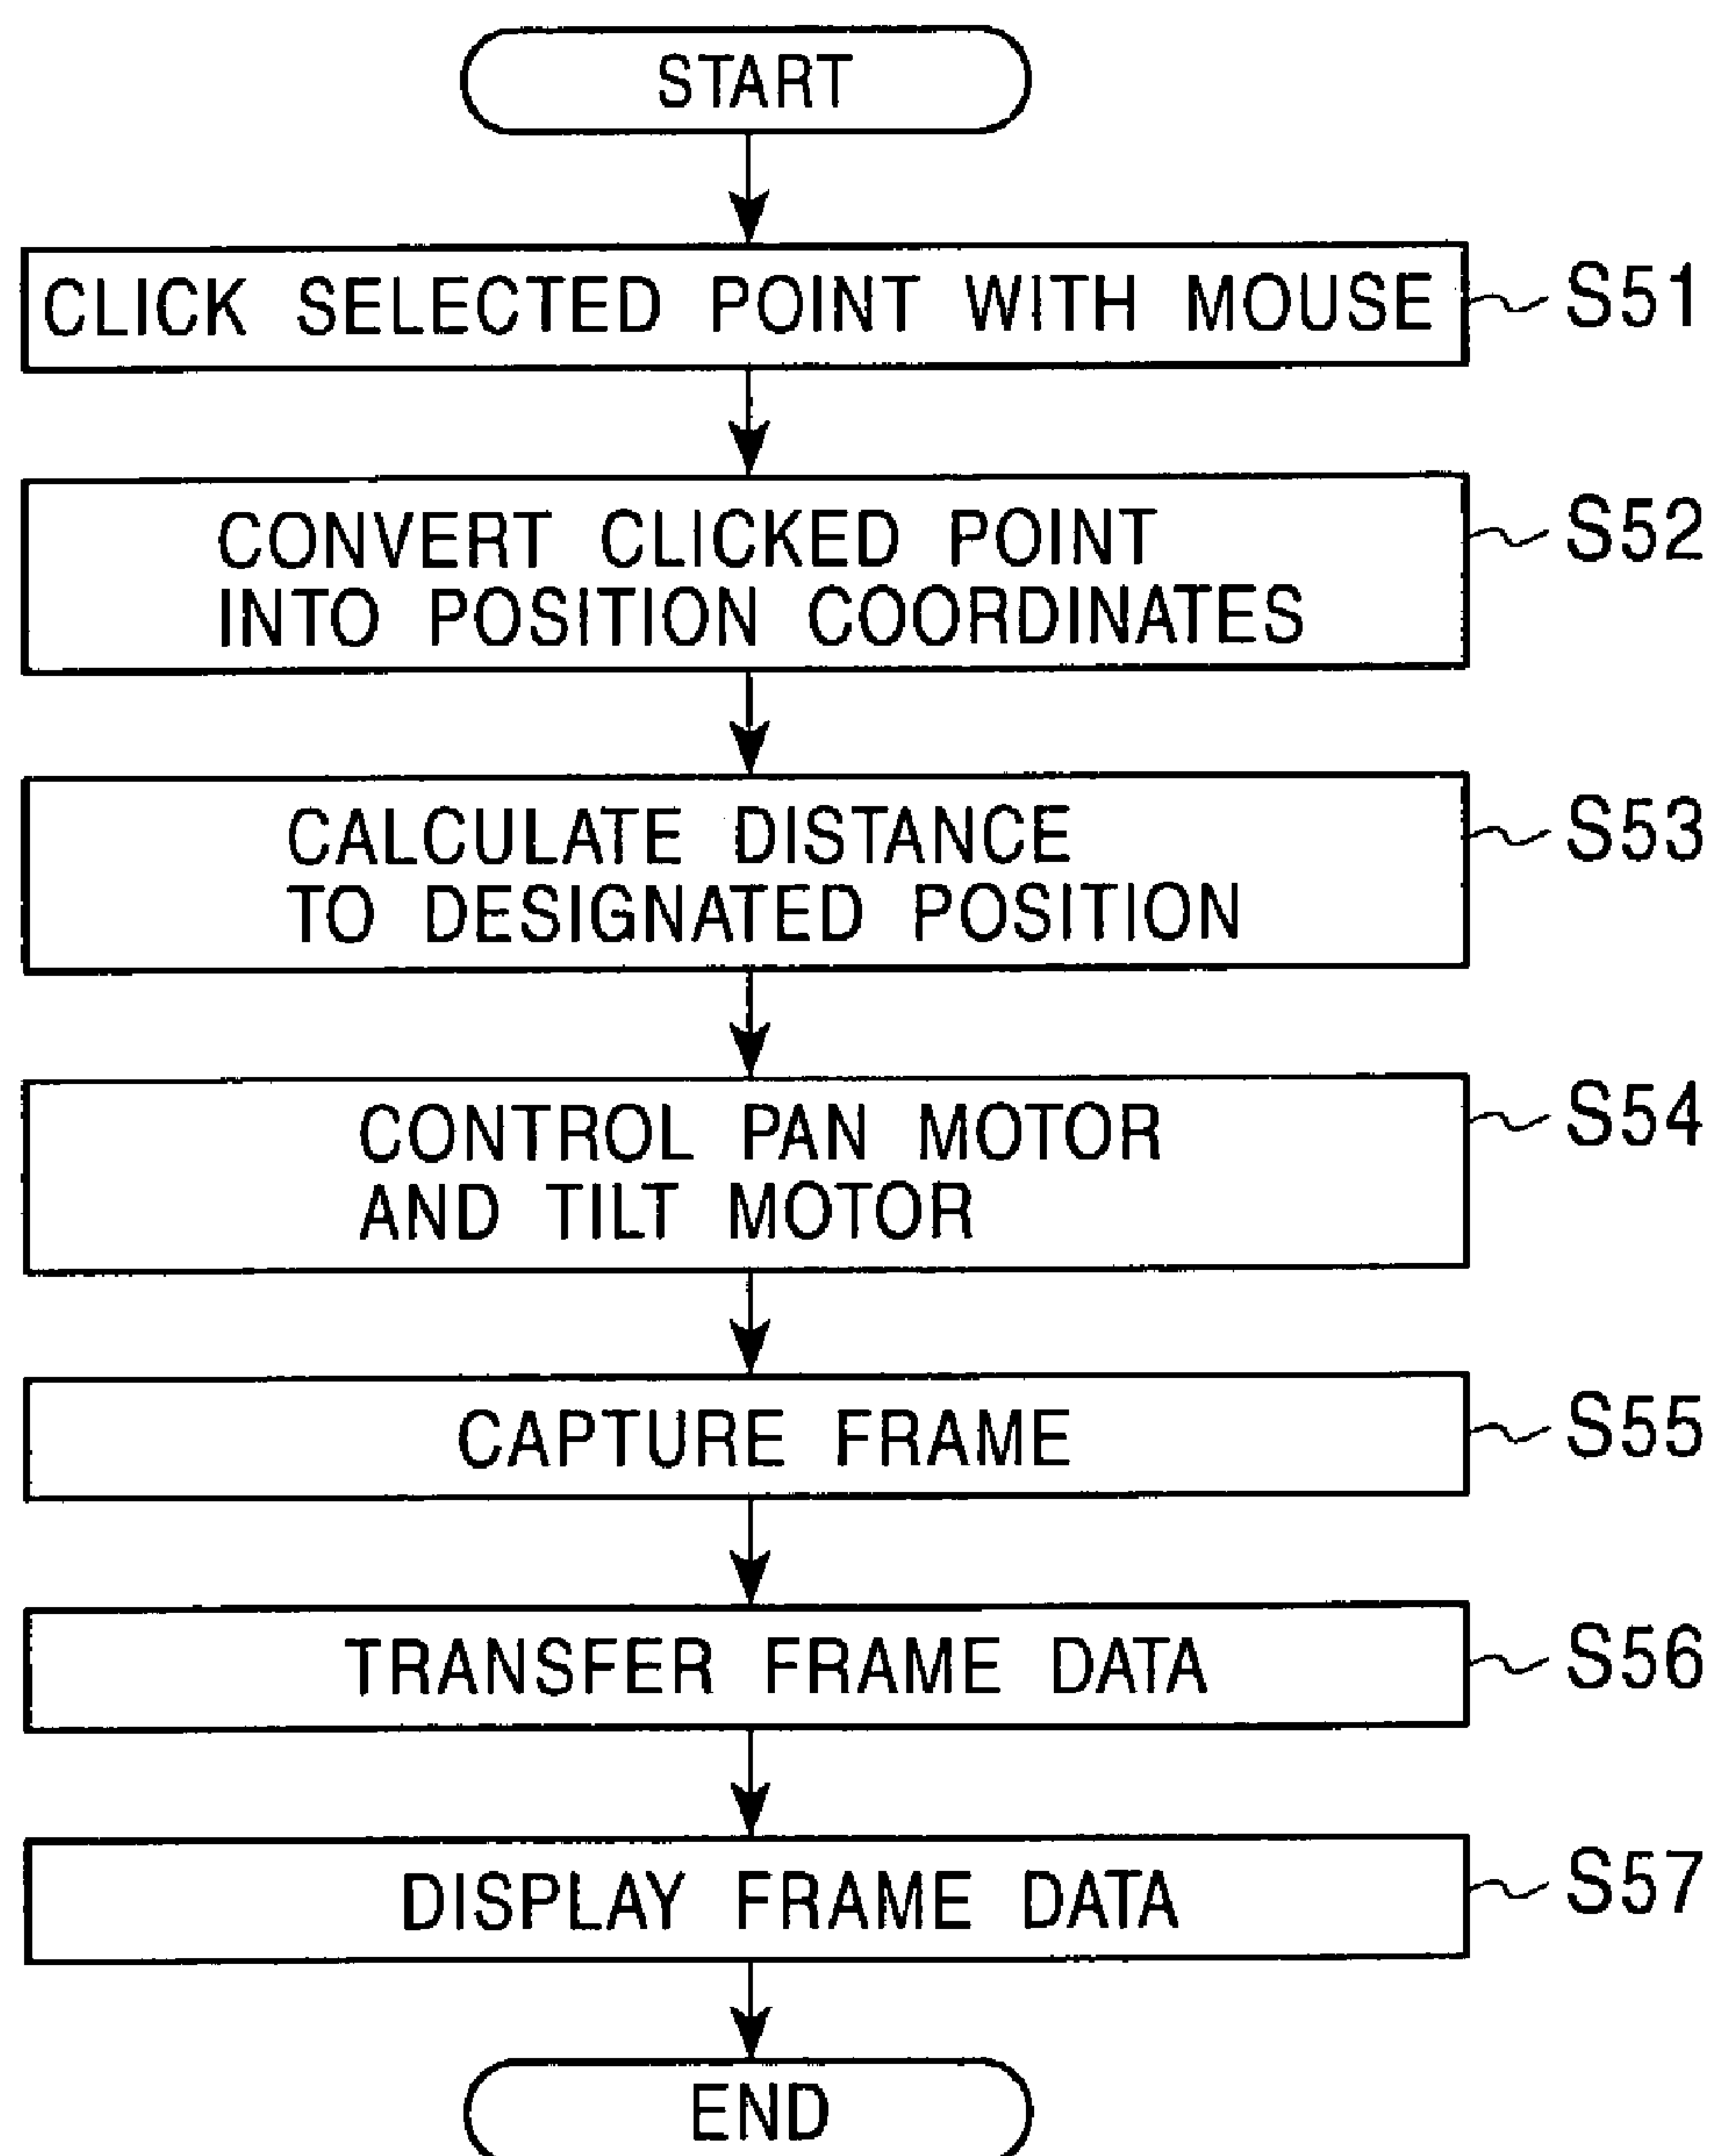 START
CLICK SELECTED POINT WITH MOUSE
S51
CONVERT CLICKED POINT
INTO POSITION COORDINATES
S52
CALCULATE DISTANCE
TO DESIGNATED POSITION
S53
CONTROL PAN MOTOR
AND TILT MOTOR
S54
CAPTURE FRAME
S55
TRANSFER FRAME DATA
S56
DISPLAY FRAME DATA
S57
END